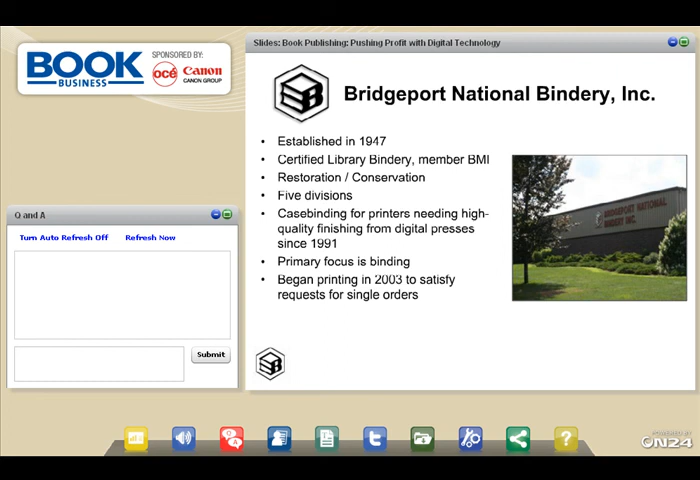 Slides: Book Publishing: Pushing Profit with Digital Technology
BOOK
BUSINESS
SPONSORED BY:
océ
Canon
CANON GROUP
B
Bridgeport National Bindery, Inc.
• Established in 1947
• Certified Library Bindery, member BMI
• Restoration / Conservation
• Five divisions
• Casebinding for printers needing high-
quality finishing from digital presses
since 1991
• Primary focus is binding
• Began printing in 2003 to satisfy
requests for single orders
BRIDGEPORT NATIONAL
BINDERY INC.
B
Q and A
Turn Auto Refresh Off
Refresh Now
Submit
Q
A
?
POWERED BY
ON24